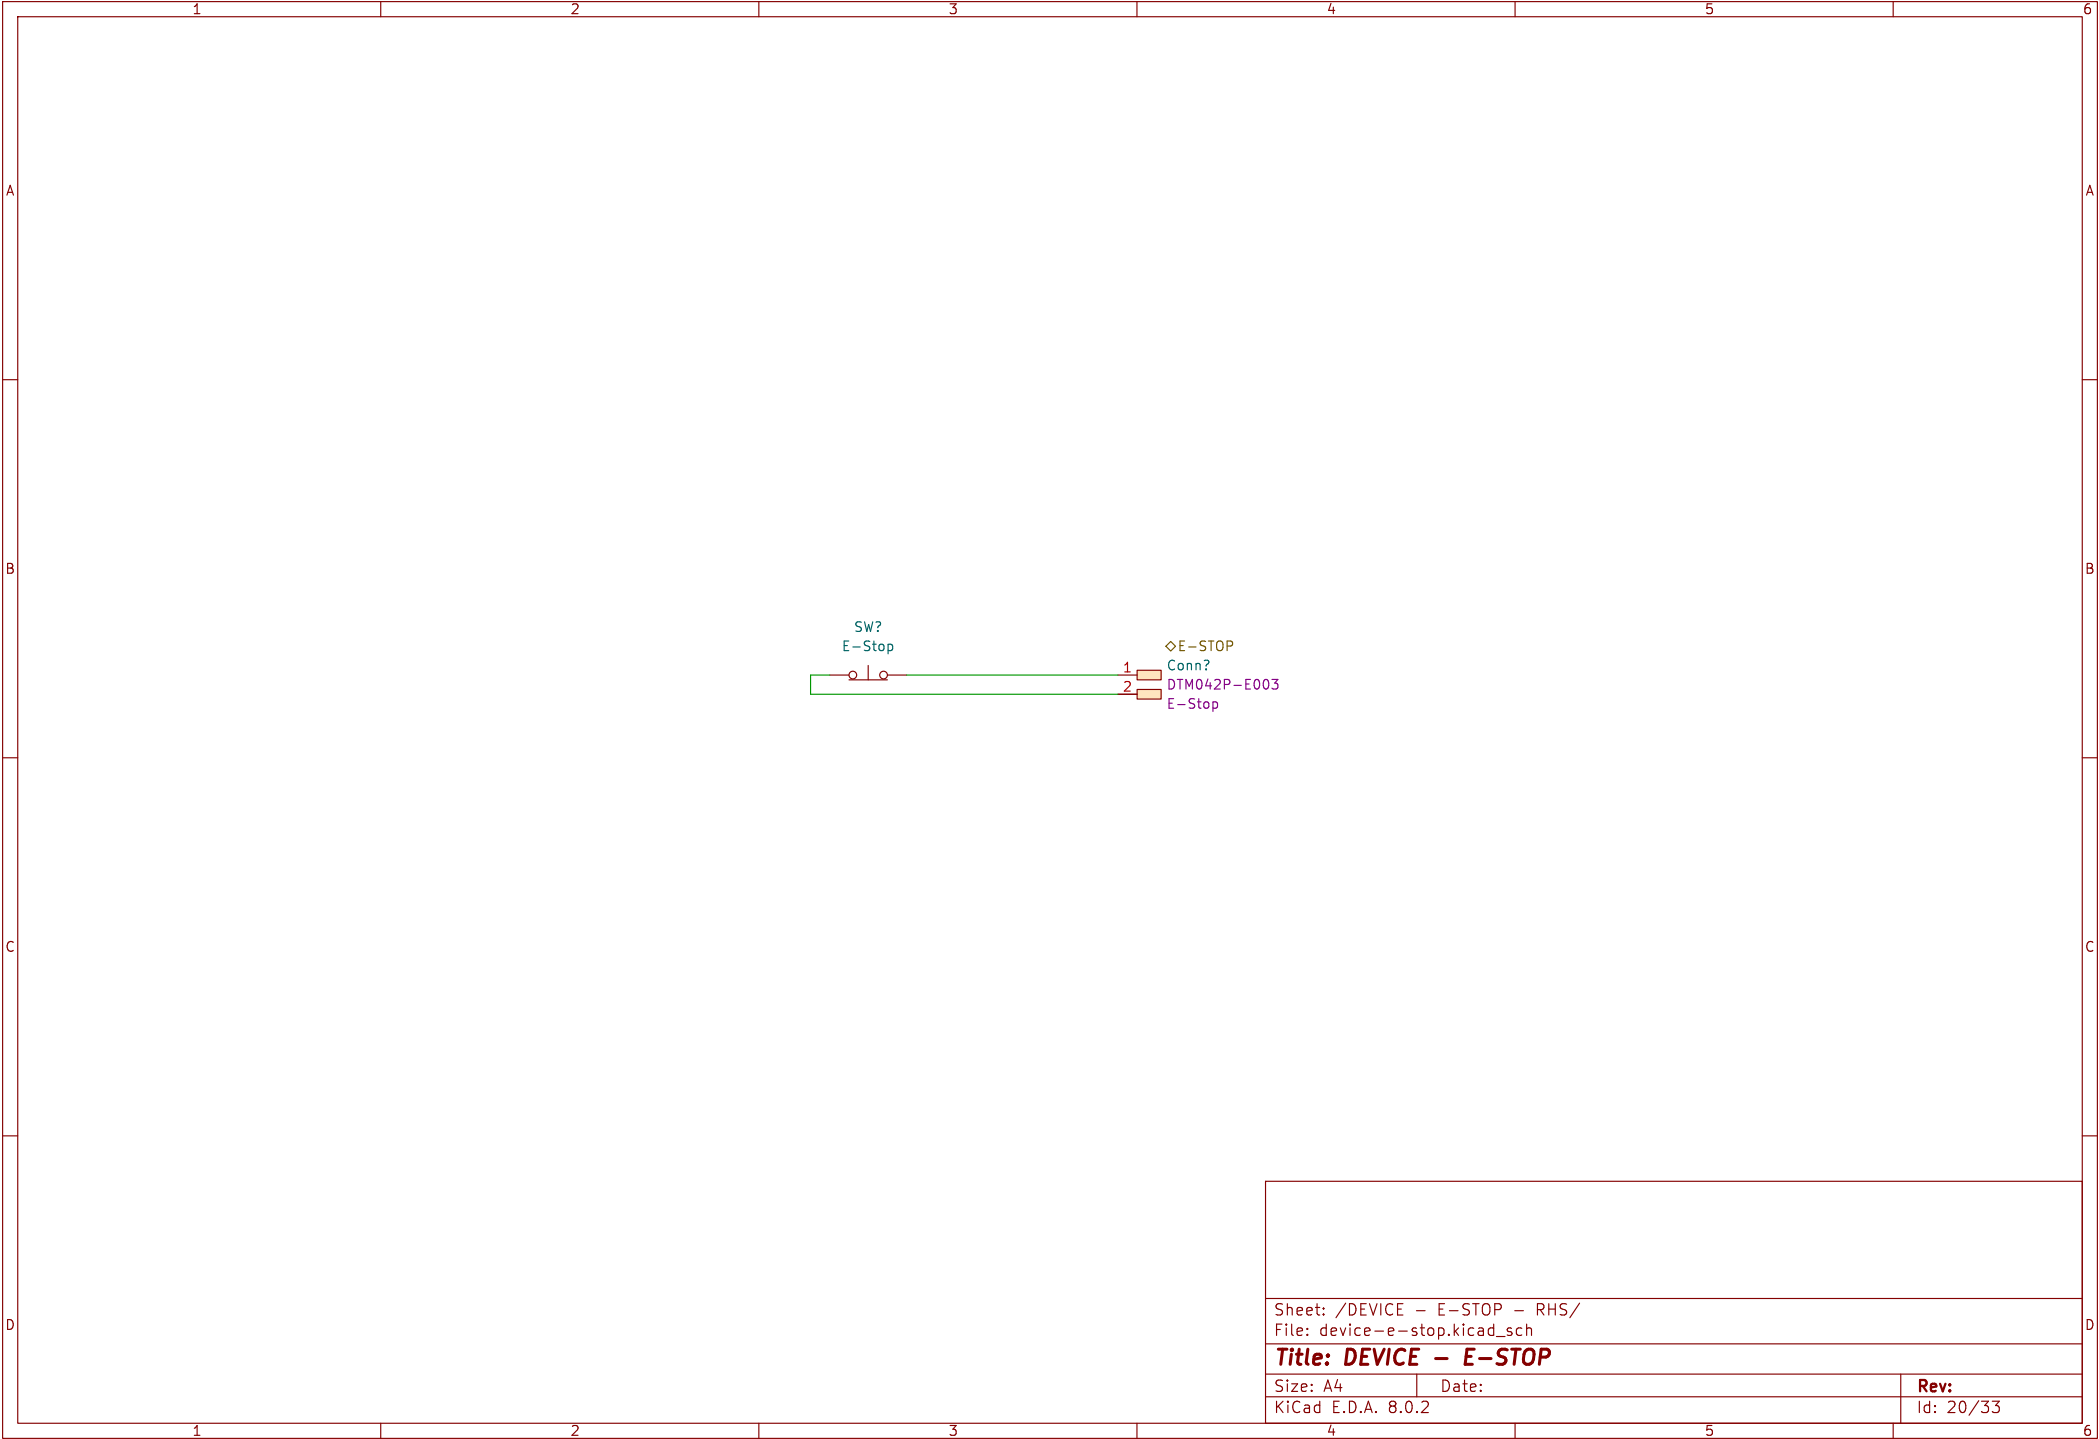 1 2 3 4 5 6
A A
B B
SW?
E-Stop
◇E-STOP
1 Conn?
2 DTM042P-E003
E-Stop
C C
D D
Sheet: /DEVICE - E-STOP - RHS/
File: device-e-stop.kicad_sch
Title: DEVICE - E-STOP
Size: A4 Date: Rev:
KiCad E.D.A. 8.0.2 Id: 20/33
1 2 3 4 5 6